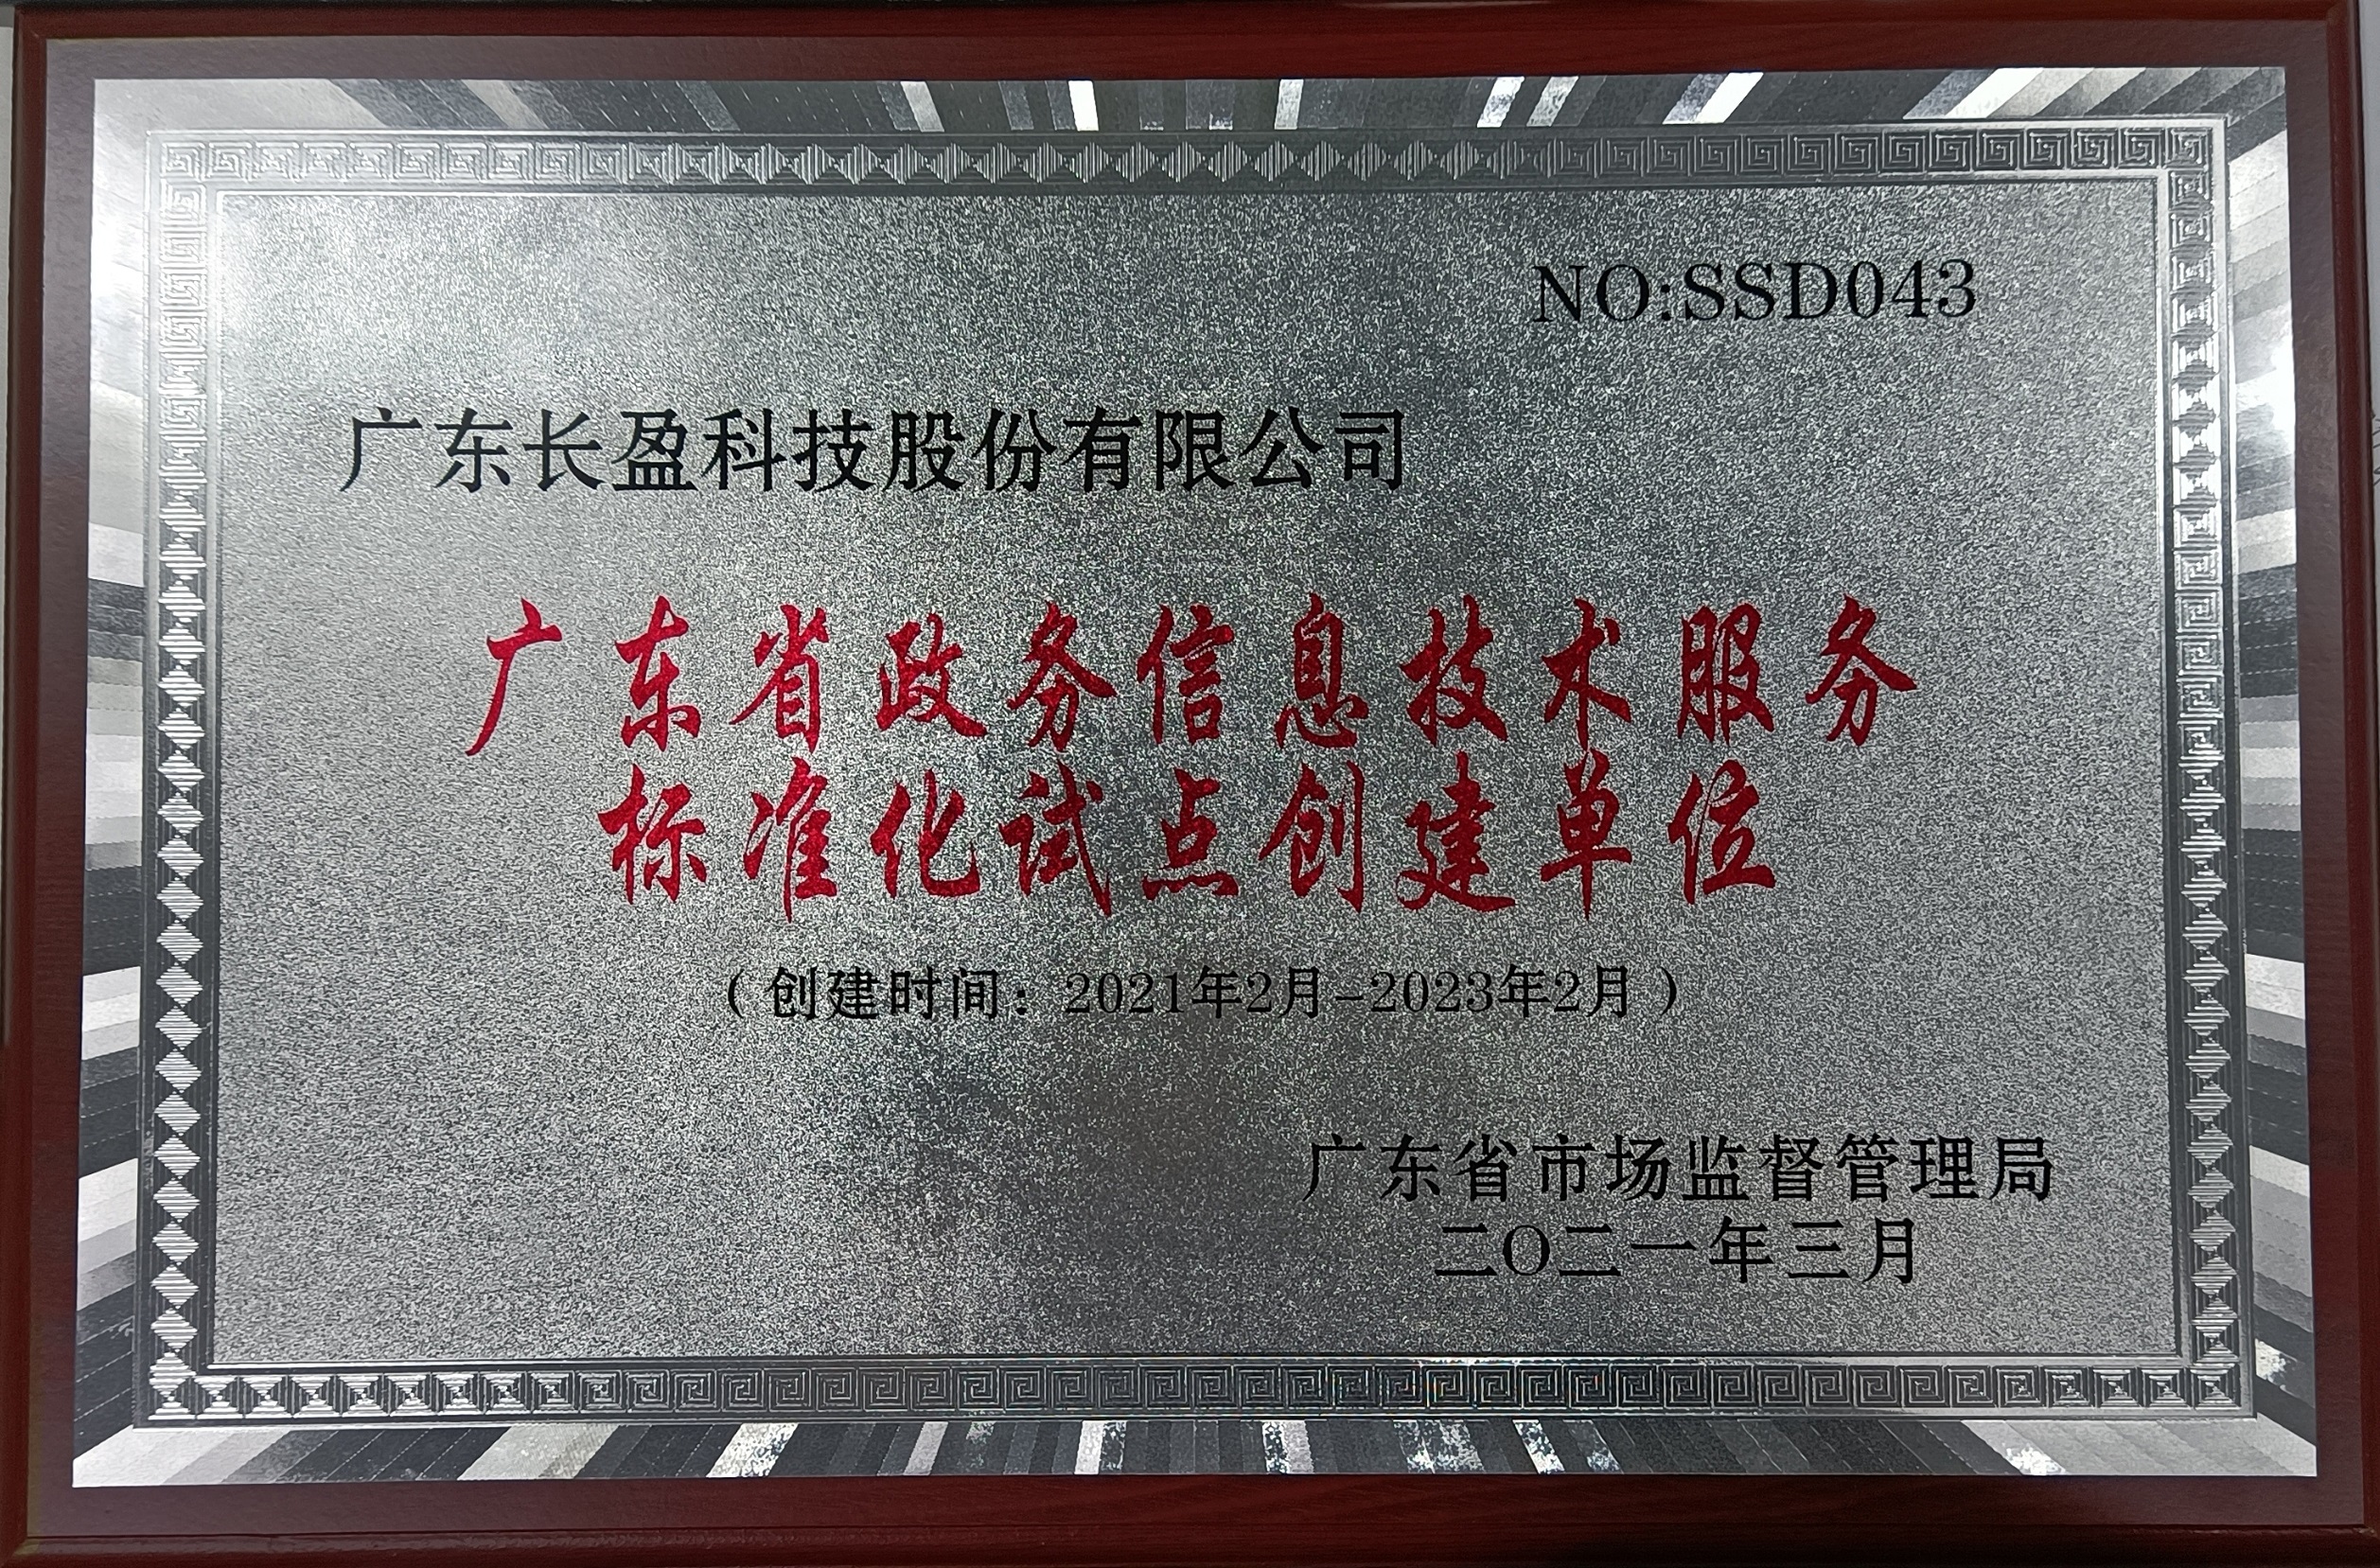 NO:SSD043
广东长盈科技股份有限公司
广东省政务信息技术服务
标准化试点创建单位
（创建时间：2021年2月-2023年2月）
广东省市场监督管理局
二〇二一年三月